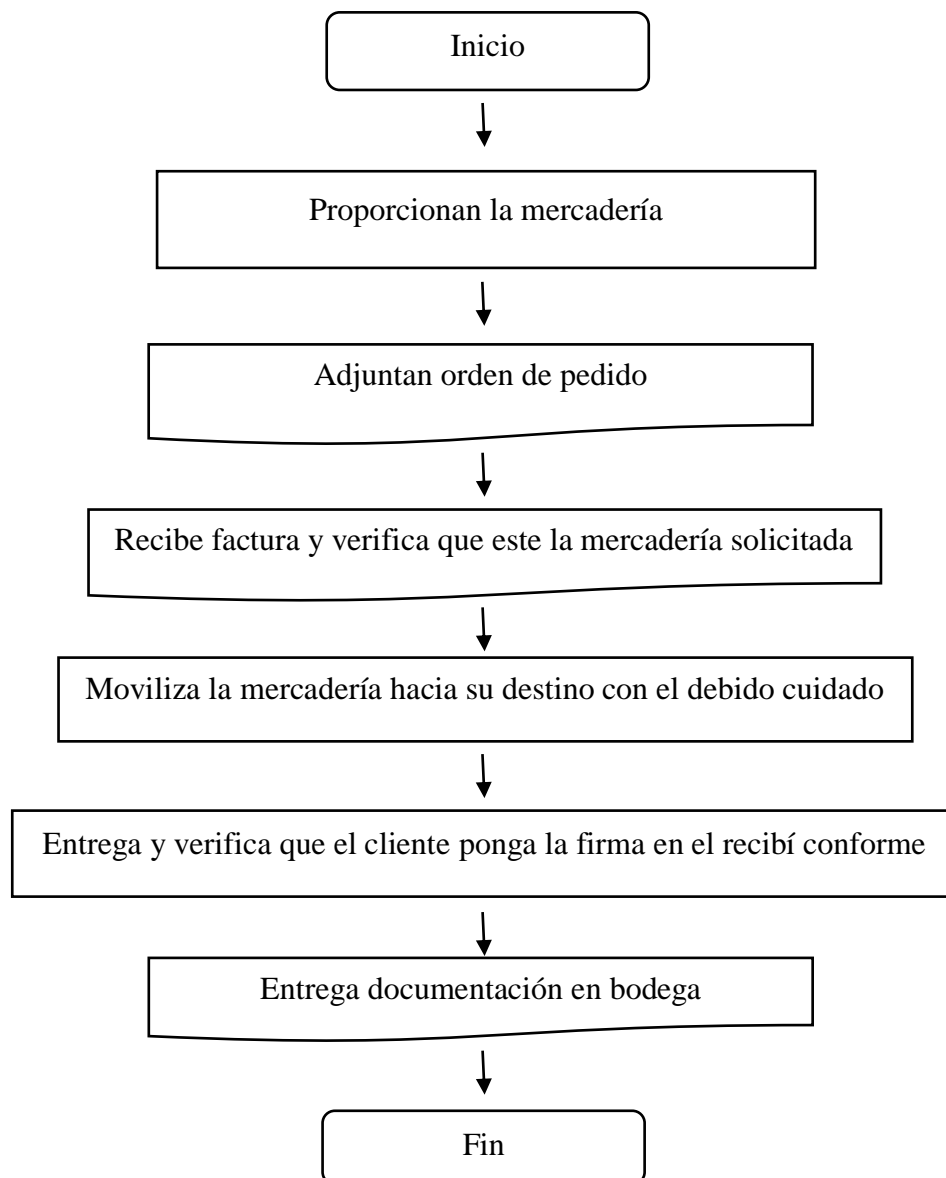 Inicio
Proporcionan la mercadería
Adjuntan orden de pedido
Recibe factura y verifica que este la mercadería solicitada
Moviliza la mercadería hacia su destino con el debido cuidado
Entrega y verifica que el cliente ponga la firma en el recibí conforme
Entrega documentación en bodega
Fin